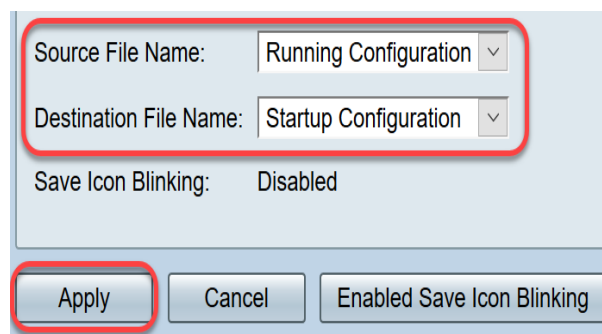 Source File Name: Running Configuration
Destination File Name: Startup Configuration
Save Icon Blinking: Disabled
Apply Cancel Enabled Save Icon Blinking